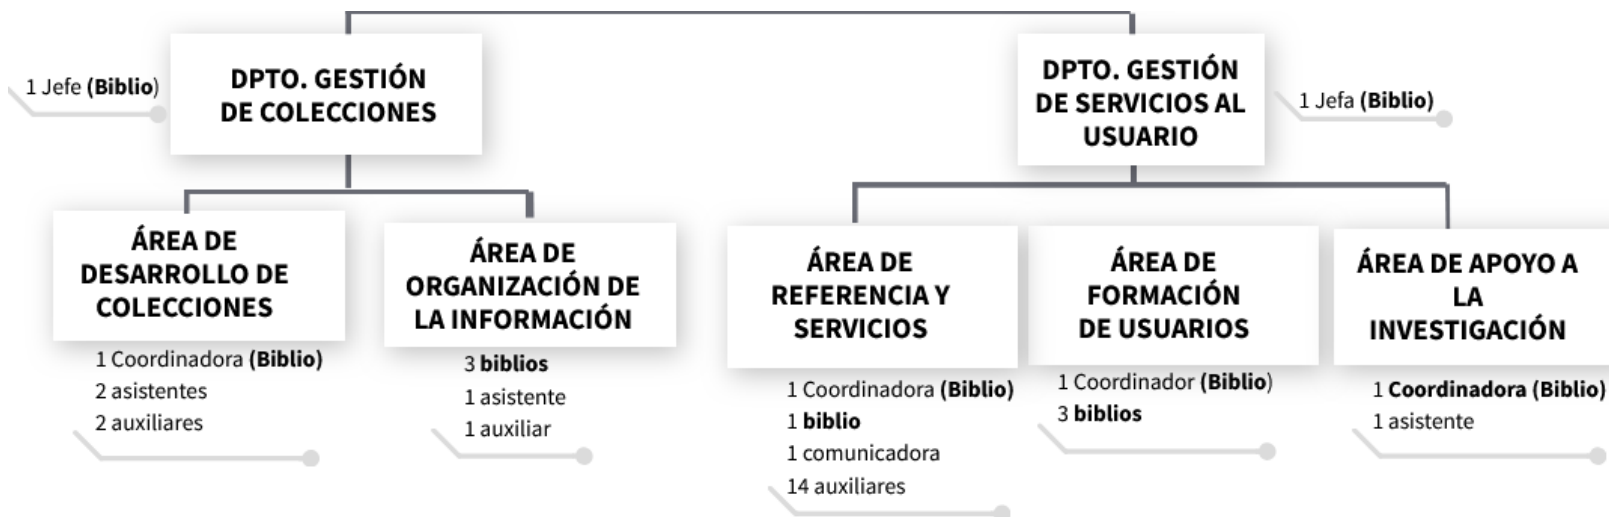 1 Jefe (Biblio)
DPTO. GESTIÓN
DE COLECCIONES
DPTO. GESTIÓN
DE SERVICIOS AL
USUARIO
1 Jefa (Biblio)
ÁREA DE
DESARROLLO DE
COLECCIONES
1 Coordinadora (Biblio)
2 asistentes
2 auxiliares
ÁREA DE
ORGANIZACIÓN DE
LA INFORMACIÓN
3 biblios
1 asistente
1 auxiliar
ÁREA DE
REFERENCIA Y
SERVICIOS
1 Coordinadora (Biblio)
1 biblio
1 comunicadora
14 auxiliares
ÁREA DE
FORMACIÓN
DE USUARIOS
1 Coordinador (Biblio)
3 biblios
ÁREA DE APOYO A
LA
INVESTIGACIÓN
1 Coordinadora (Biblio)
1 asistente